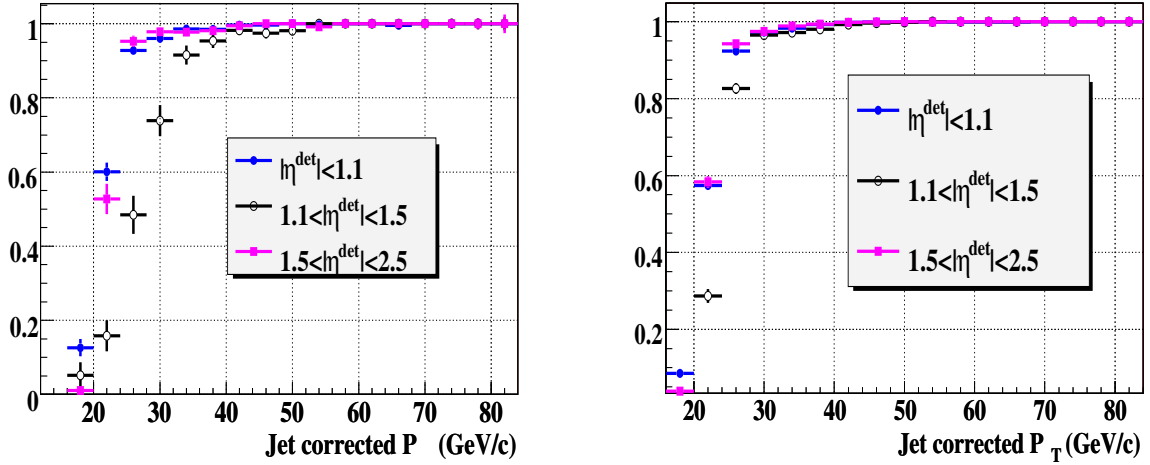 1
0.8
0.6
0.4
0.2
0
20 30 40 50 60 70 80
Jet corrected P (GeV/c)
|η^det|<1.1
1.1<|η^det|<1.5
1.5<|η^det|<2.5
1
0.8
0.6
0.4
0.2
20 30 40 50 60 70 80
Jet corrected P_T (GeV/c)
|η^det|<1.1
1.1<|η^det|<1.5
1.5<|η^det|<2.5